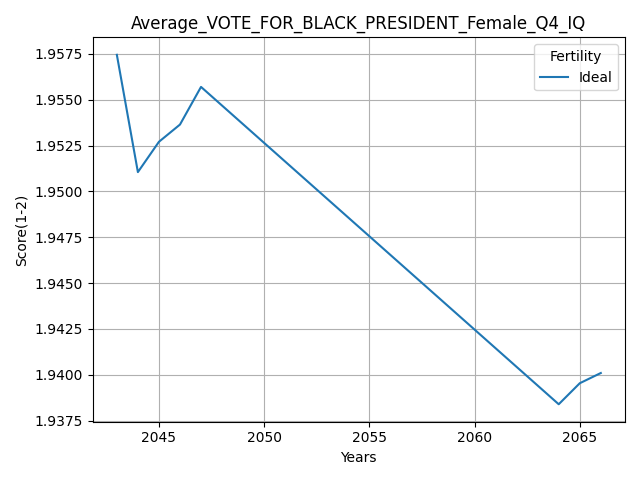 Average_VOTE_FOR_BLACK_PRESIDENT_Female_Q4_IQ
Fertility
Ideal
Score(1-2)
1.9575
1.9550
1.9525
1.9500
1.9475
1.9450
1.9425
1.9400
1.9375
2045 2050 2055 2060 2065
Years